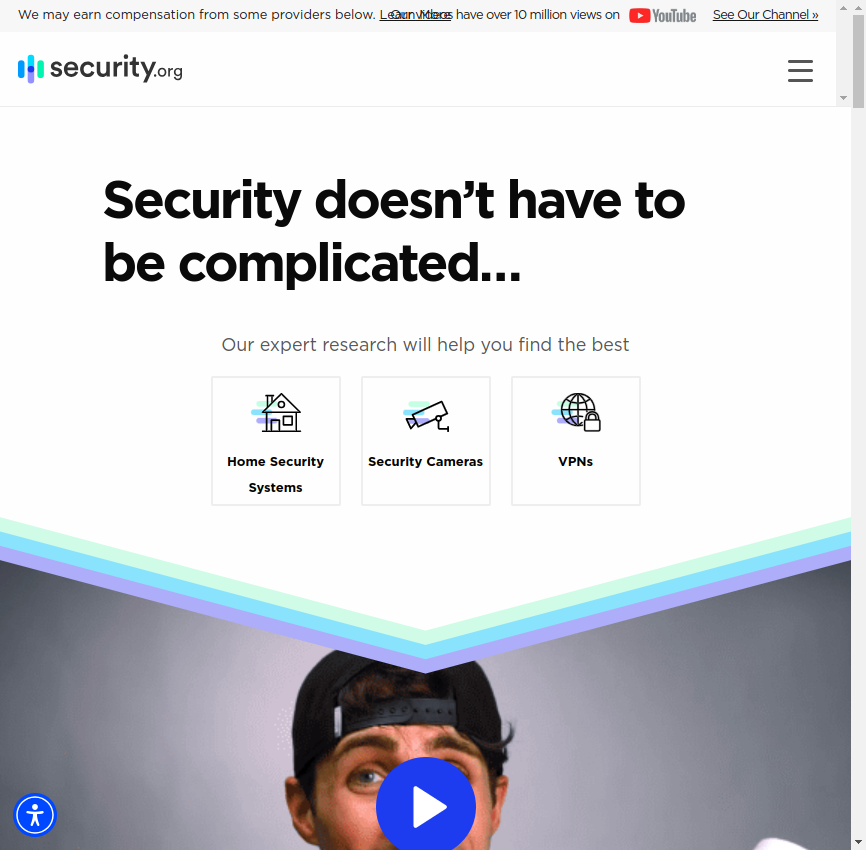 We may earn compensation from some providers below. Learn More
Our videos have over 10 million views on YouTube See Our Channel »
security.org
Security doesn’t have to
be complicated...
Our expert research will help you find the best
Home Security
Systems
Security Cameras
VPNs